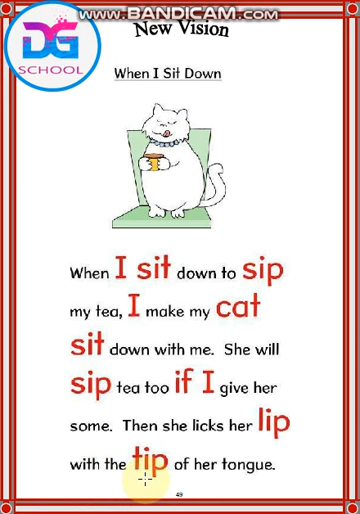 WWW.BANDICAM.COM
New Vision
DG
SCHOOL
When I Sit Down
When I sit down to sip
my tea, I make my cat
sit down with me. She will
sip tea too if I give her
some. Then she licks her lip
with the tip of her tongue.
49